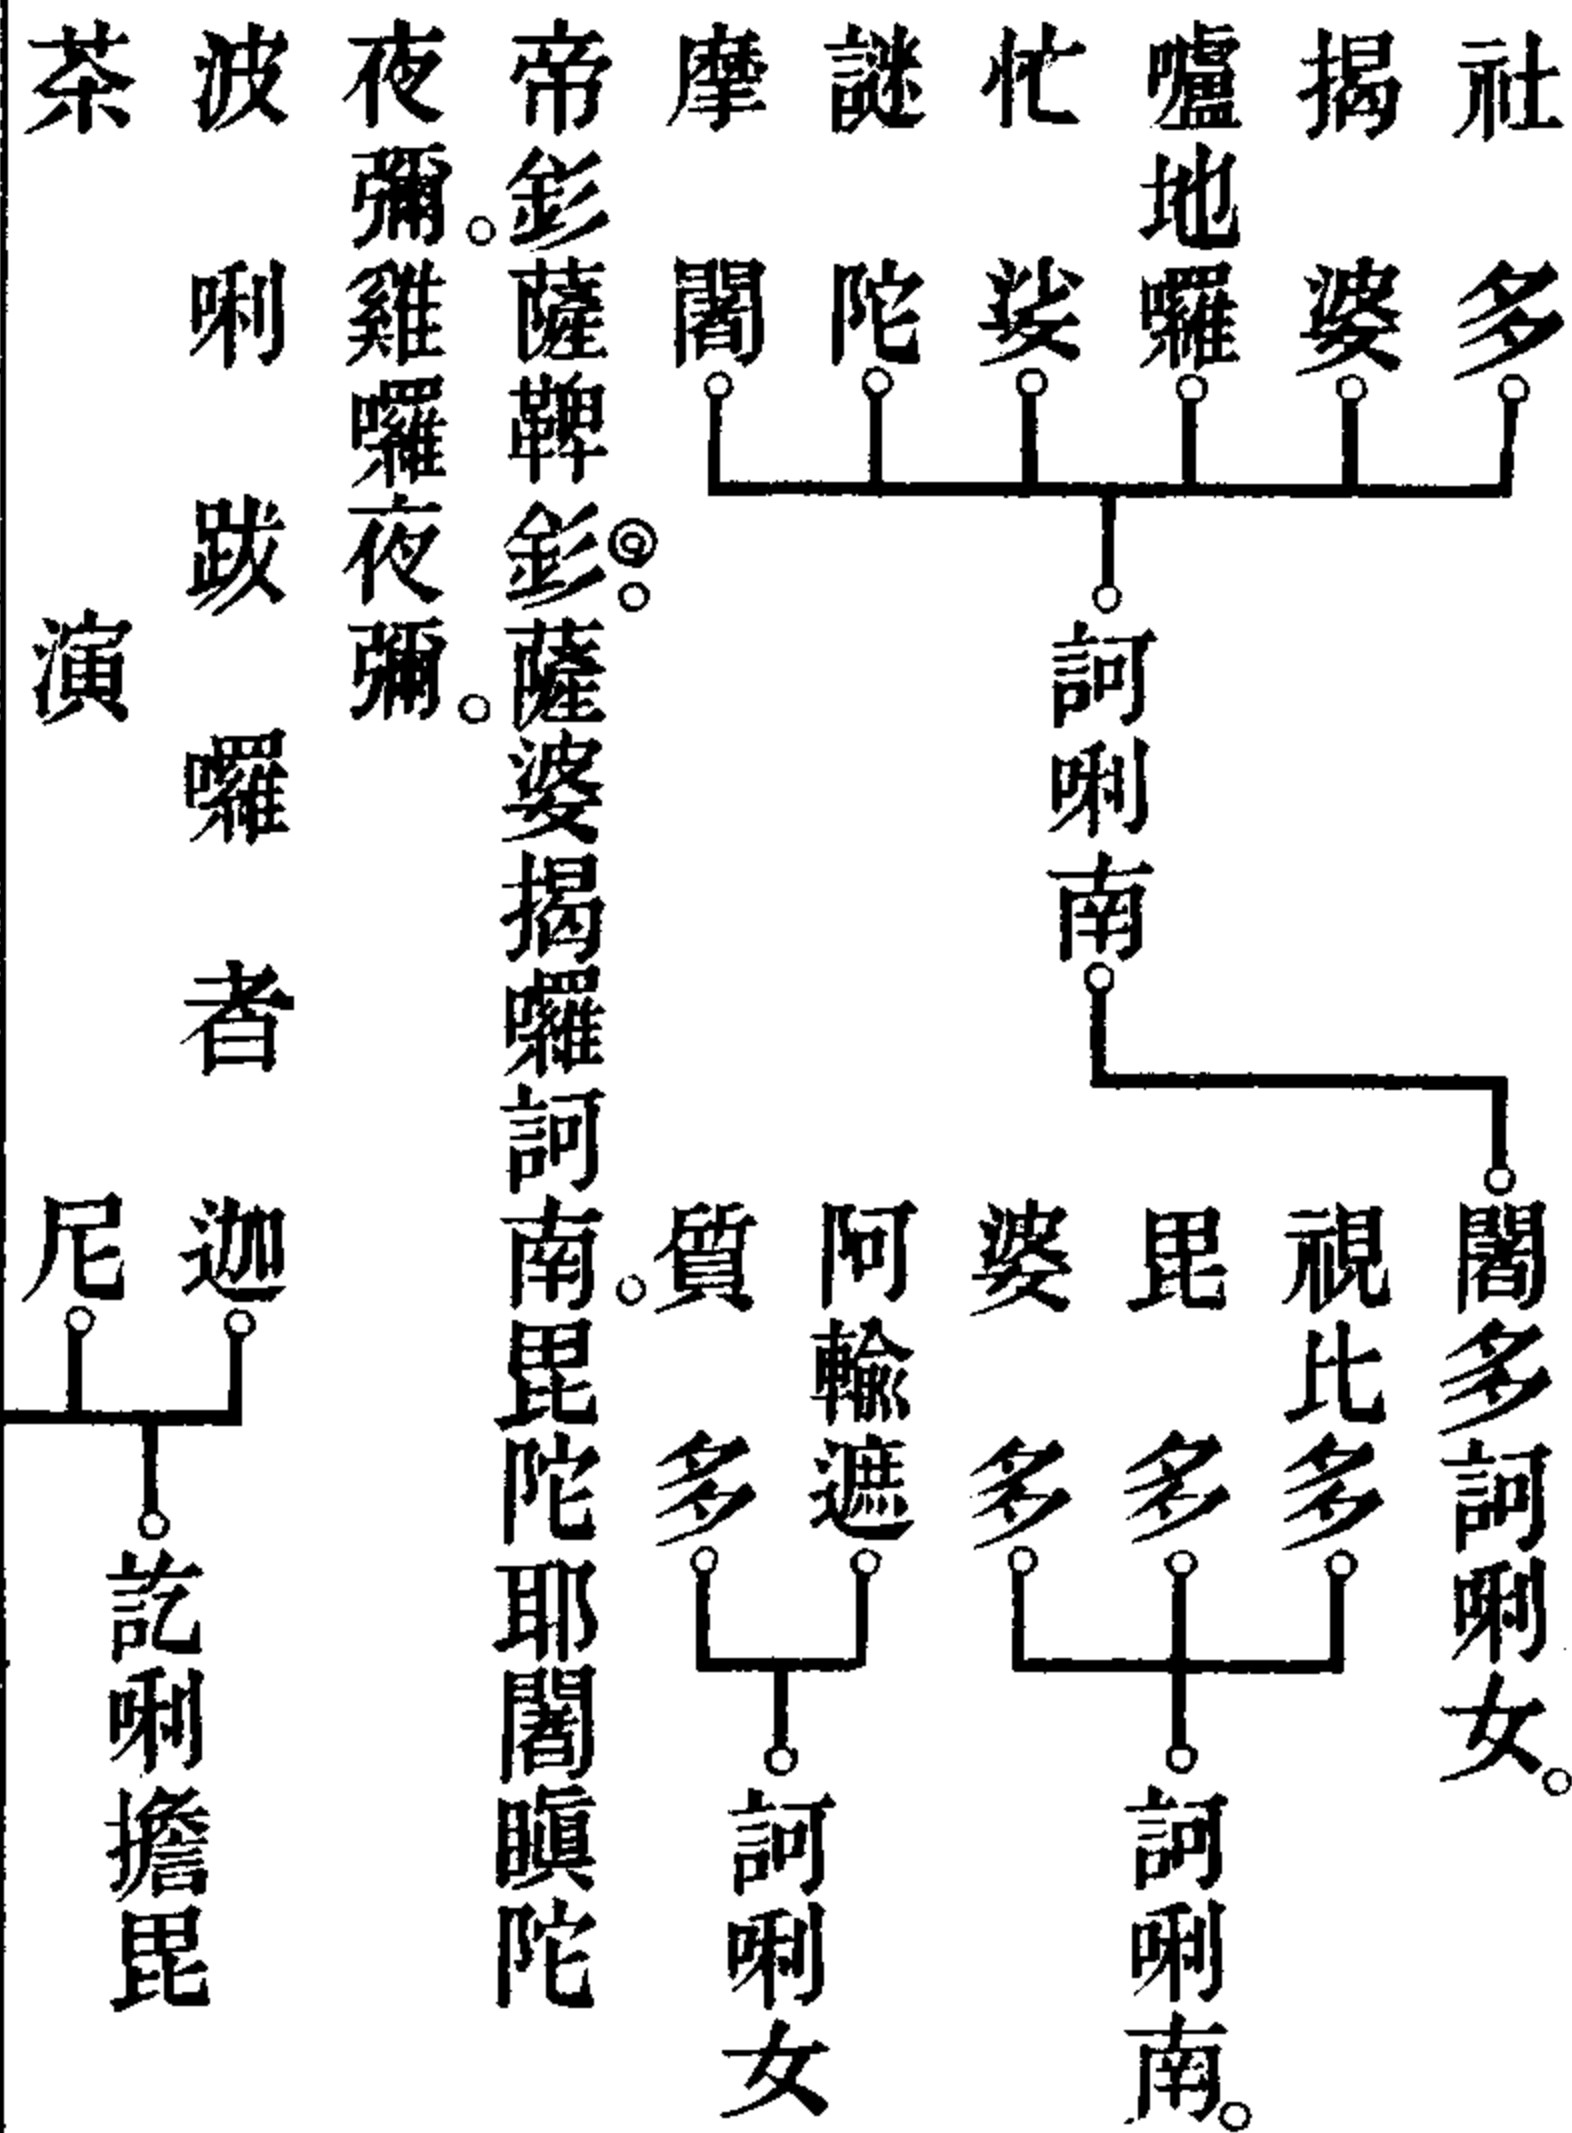 社多
揭婆
嚧地囉
忙娑
謎陀
摩闍
訶唎南
闍多訶唎女。
視比多
毘多
婆多
訶唎南。
阿輸遮
質多
訶唎女
帝釤薩鞞釤◎。薩婆揭囉訶南。毘陀耶闍瞋陀
夜彌。雞囉夜彌。
波唎跋囉者迦
茶演尼
訖唎擔毘